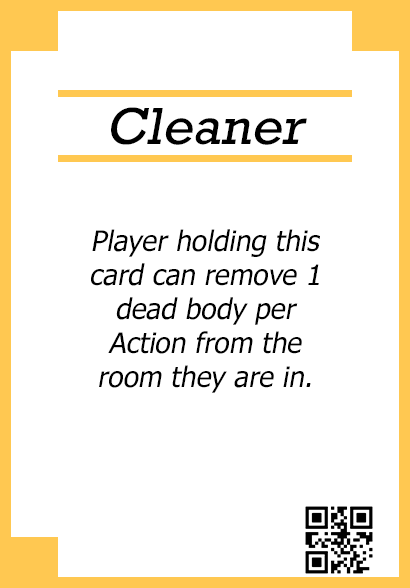 Cleaner
Player holding this
card can remove 1
dead body per
Action from the
room they are in.